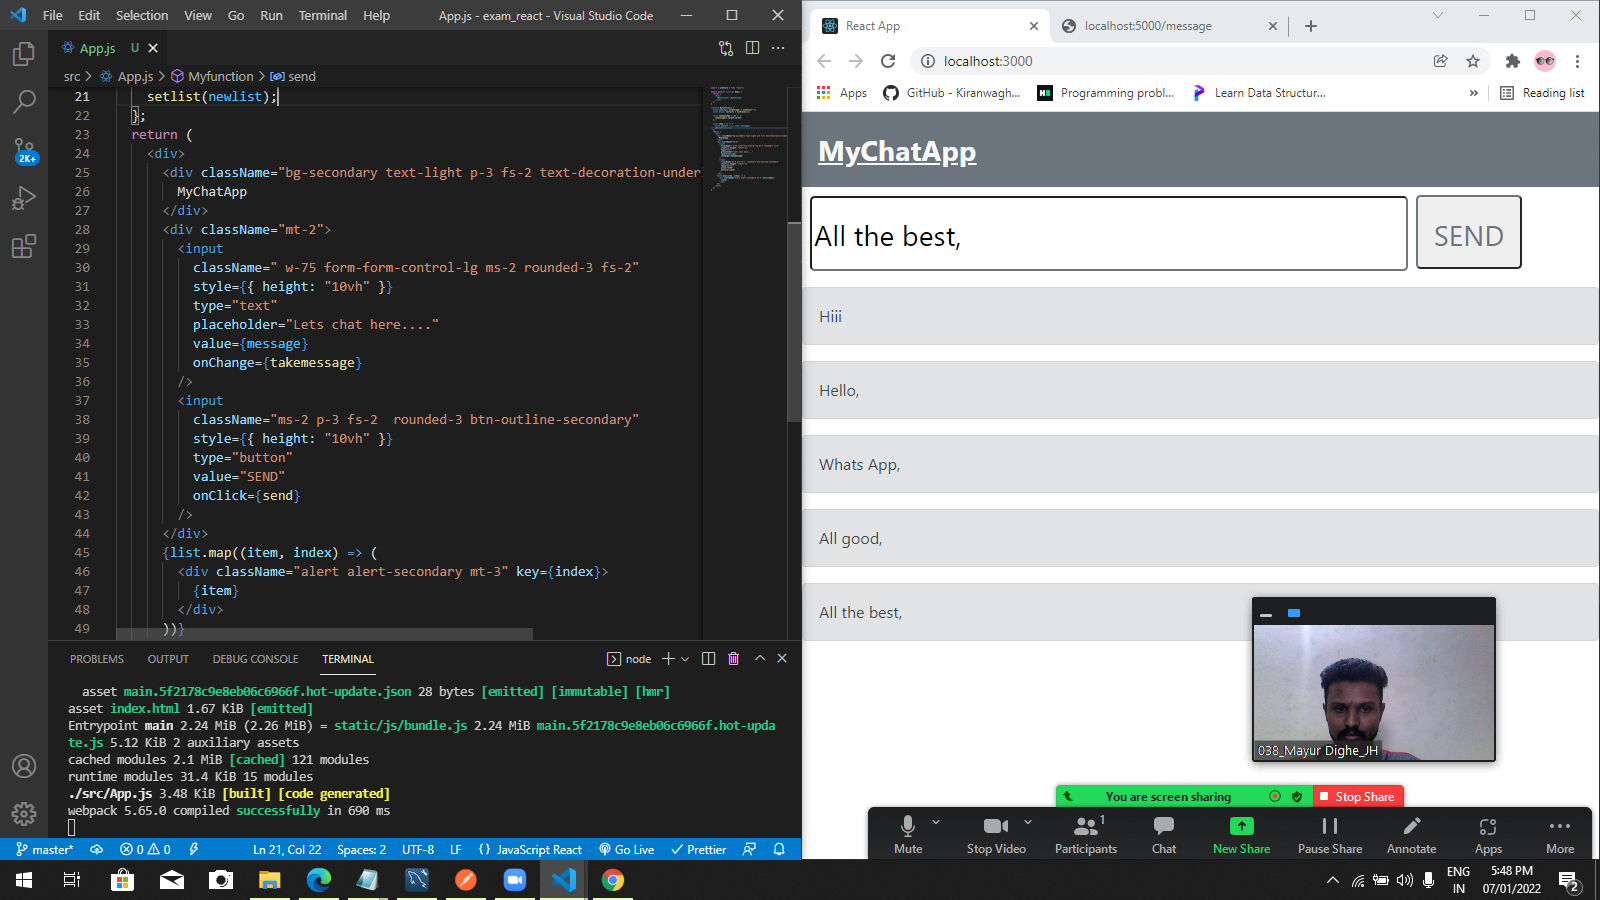 File Edit Selection View Go Run Terminal Help App.js - exam_react - Visual Studio Code
App.js U
src > App.js > Myfunction > send
21 setlist(newlist);
22 };
23 return (
24 <div>
25 <div className="bg-secondary text-light p-3 fs-2 text-decoration-under
26 MyChatApp
27 </div>
28 <div className="mt-2">
29 <input
30 className=" w-75 form-form-control-lg ms-2 rounded-3 fs-2"
31 style={{ height: "10vh" }}
32 type="text"
33 placeholder="Lets chat here...."
34 value={message}
35 onChange={takemessage}
36 />
37 <input
38 className="ms-2 p-3 fs-2  rounded-3 btn-outline-secondary"
39 style={{ height: "10vh" }}
40 type="button"
41 value="SEND"
42 onClick={send}
43 />
44 </div>
45 {list.map((item, index) => (
46 <div className="alert alert-secondary mt-3" key={index}>
47 {item}
48 </div>
49 ))}
2K+
PROBLEMS OUTPUT DEBUG CONSOLE TERMINAL node
asset main.5f2178c9e8eb06c6966f.hot-update.json 28 bytes [emitted] [immutable] [hmr]
asset index.html 1.67 KiB [emitted]
Entrypoint main 2.24 MiB (2.26 MiB) = static/js/bundle.js 2.24 MiB main.5f2178c9e8eb06c6966f.hot-upda
te.js 5.12 KiB 2 auxiliary assets
cached modules 2.1 MiB [cached] 121 modules
runtime modules 31.4 KiB 15 modules
./src/App.js 3.48 KiB [built] [code generated]
webpack 5.65.0 compiled successfully in 690 ms
master* 0 0 Ln 21, Col 22 Spaces: 2 UTF-8 LF {} JavaScript React Go Live Prettier
React App localhost:5000/message
localhost:3000
Apps GitHub - Kiranwagh... Programming probl... Learn Data Structur... » Reading list
MyChatApp
All the best, SEND
Hiii
Hello,
Whats App,
All good,
All the best,
038_Mayur Dighe_JH
You are screen sharing Stop Share
Mute Stop Video Participants 1 Chat New Share Pause Share Annotate Apps More
ENG
IN
5:48 PM
07/01/2022
2